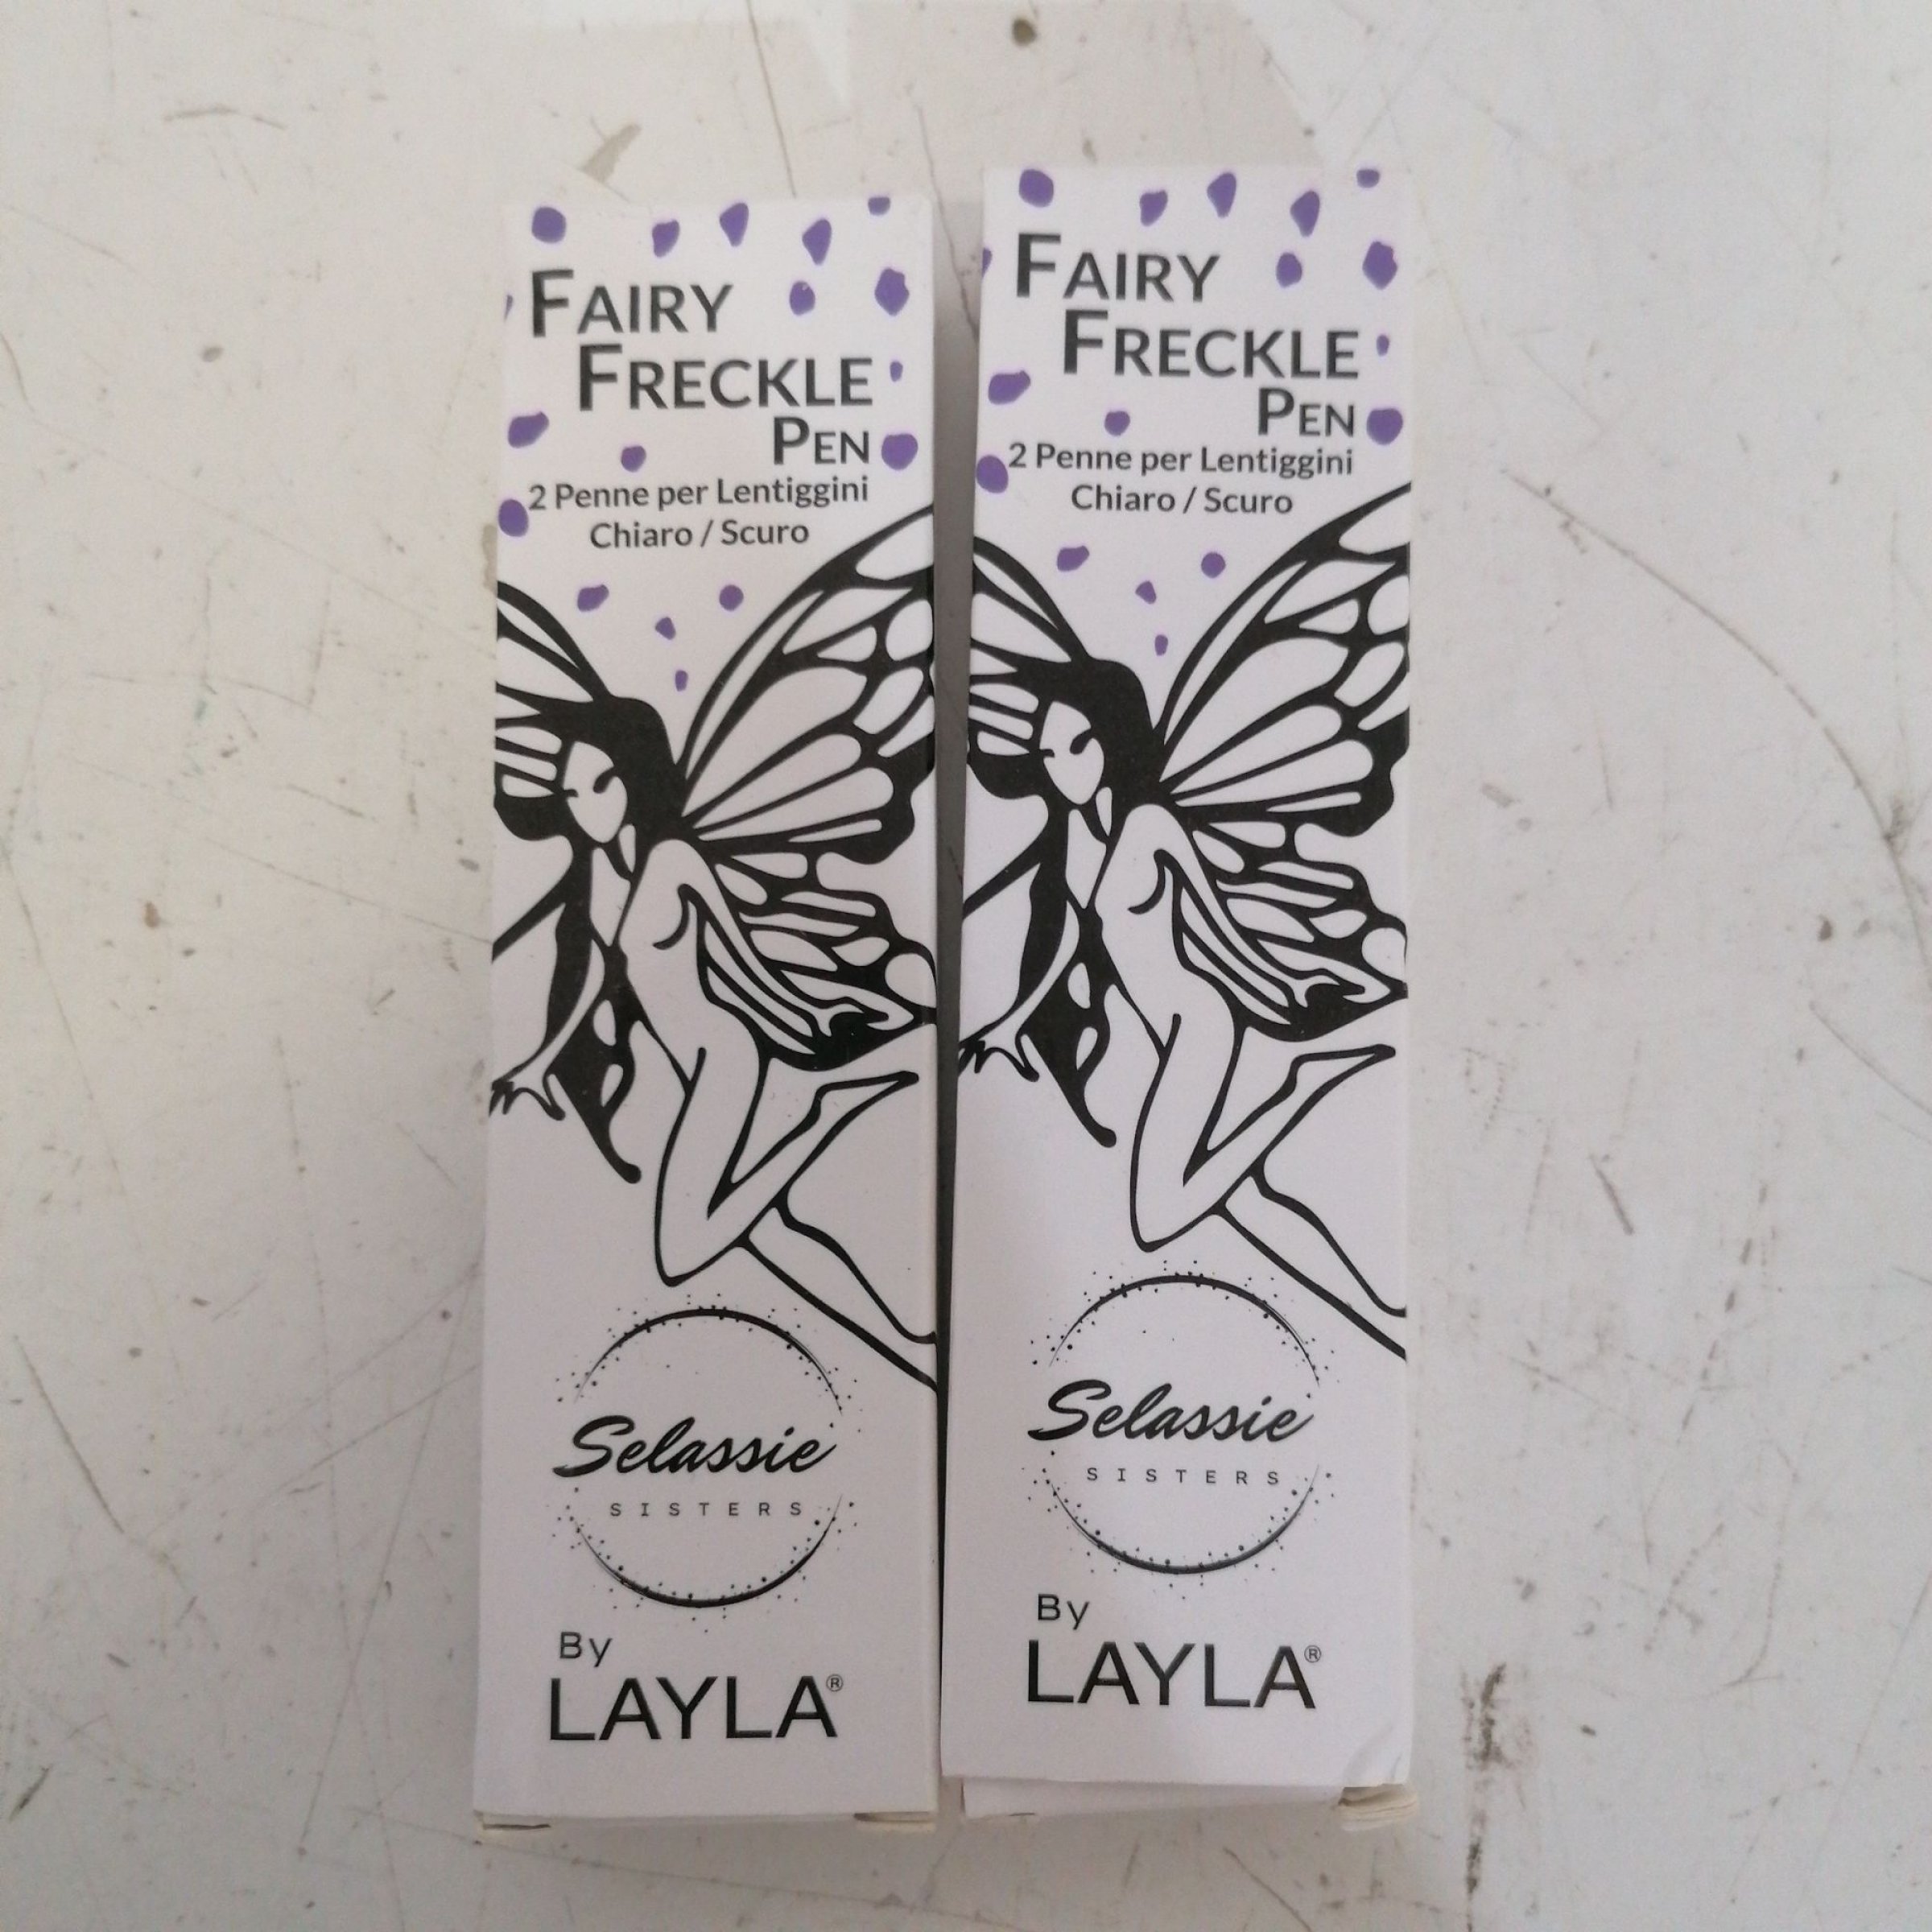 FAIRY
FRECKLE
PEN
2 Penne per Lentiggini
Chiaro / Scuro
Selassie
SISTERS
By
LAYLA®
FAIRY
FRECKLE
PEN
2 Penne per Lentiggini
Chiaro / Scuro
Selassie
SISTERS
By
LAYLA®